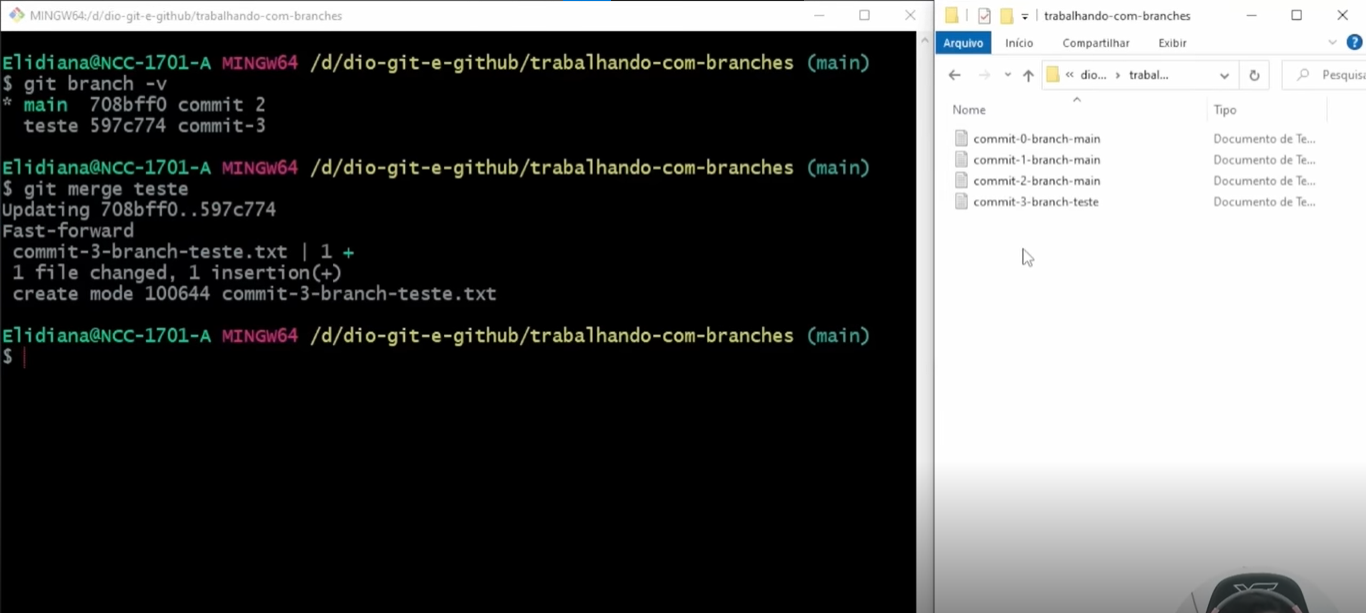 MINGW64:/d/dio-git-e-github/trabalhando-com-branches
Elidiana@NCC-1701-A MINGW64 /d/dio-git-e-github/trabalhando-com-branches (main)
$ git branch -v
* main  708bff0 commit 2
  teste 597c774 commit-3
Elidiana@NCC-1701-A MINGW64 /d/dio-git-e-github/trabalhando-com-branches (main)
$ git merge teste
Updating 708bff0..597c774
Fast-forward
 commit-3-branch-teste.txt | 1 +
 1 file changed, 1 insertion(+)
 create mode 100644 commit-3-branch-teste.txt
Elidiana@NCC-1701-A MINGW64 /d/dio-git-e-github/trabalhando-com-branches (main)
$
trabalhando-com-branches
Arquivo Início Compartilhar Exibir
« dio... › trabal... Pesquisa
Nome Tipo
commit-0-branch-main Documento de Te...
commit-1-branch-main Documento de Te...
commit-2-branch-main Documento de Te...
commit-3-branch-teste Documento de Te...